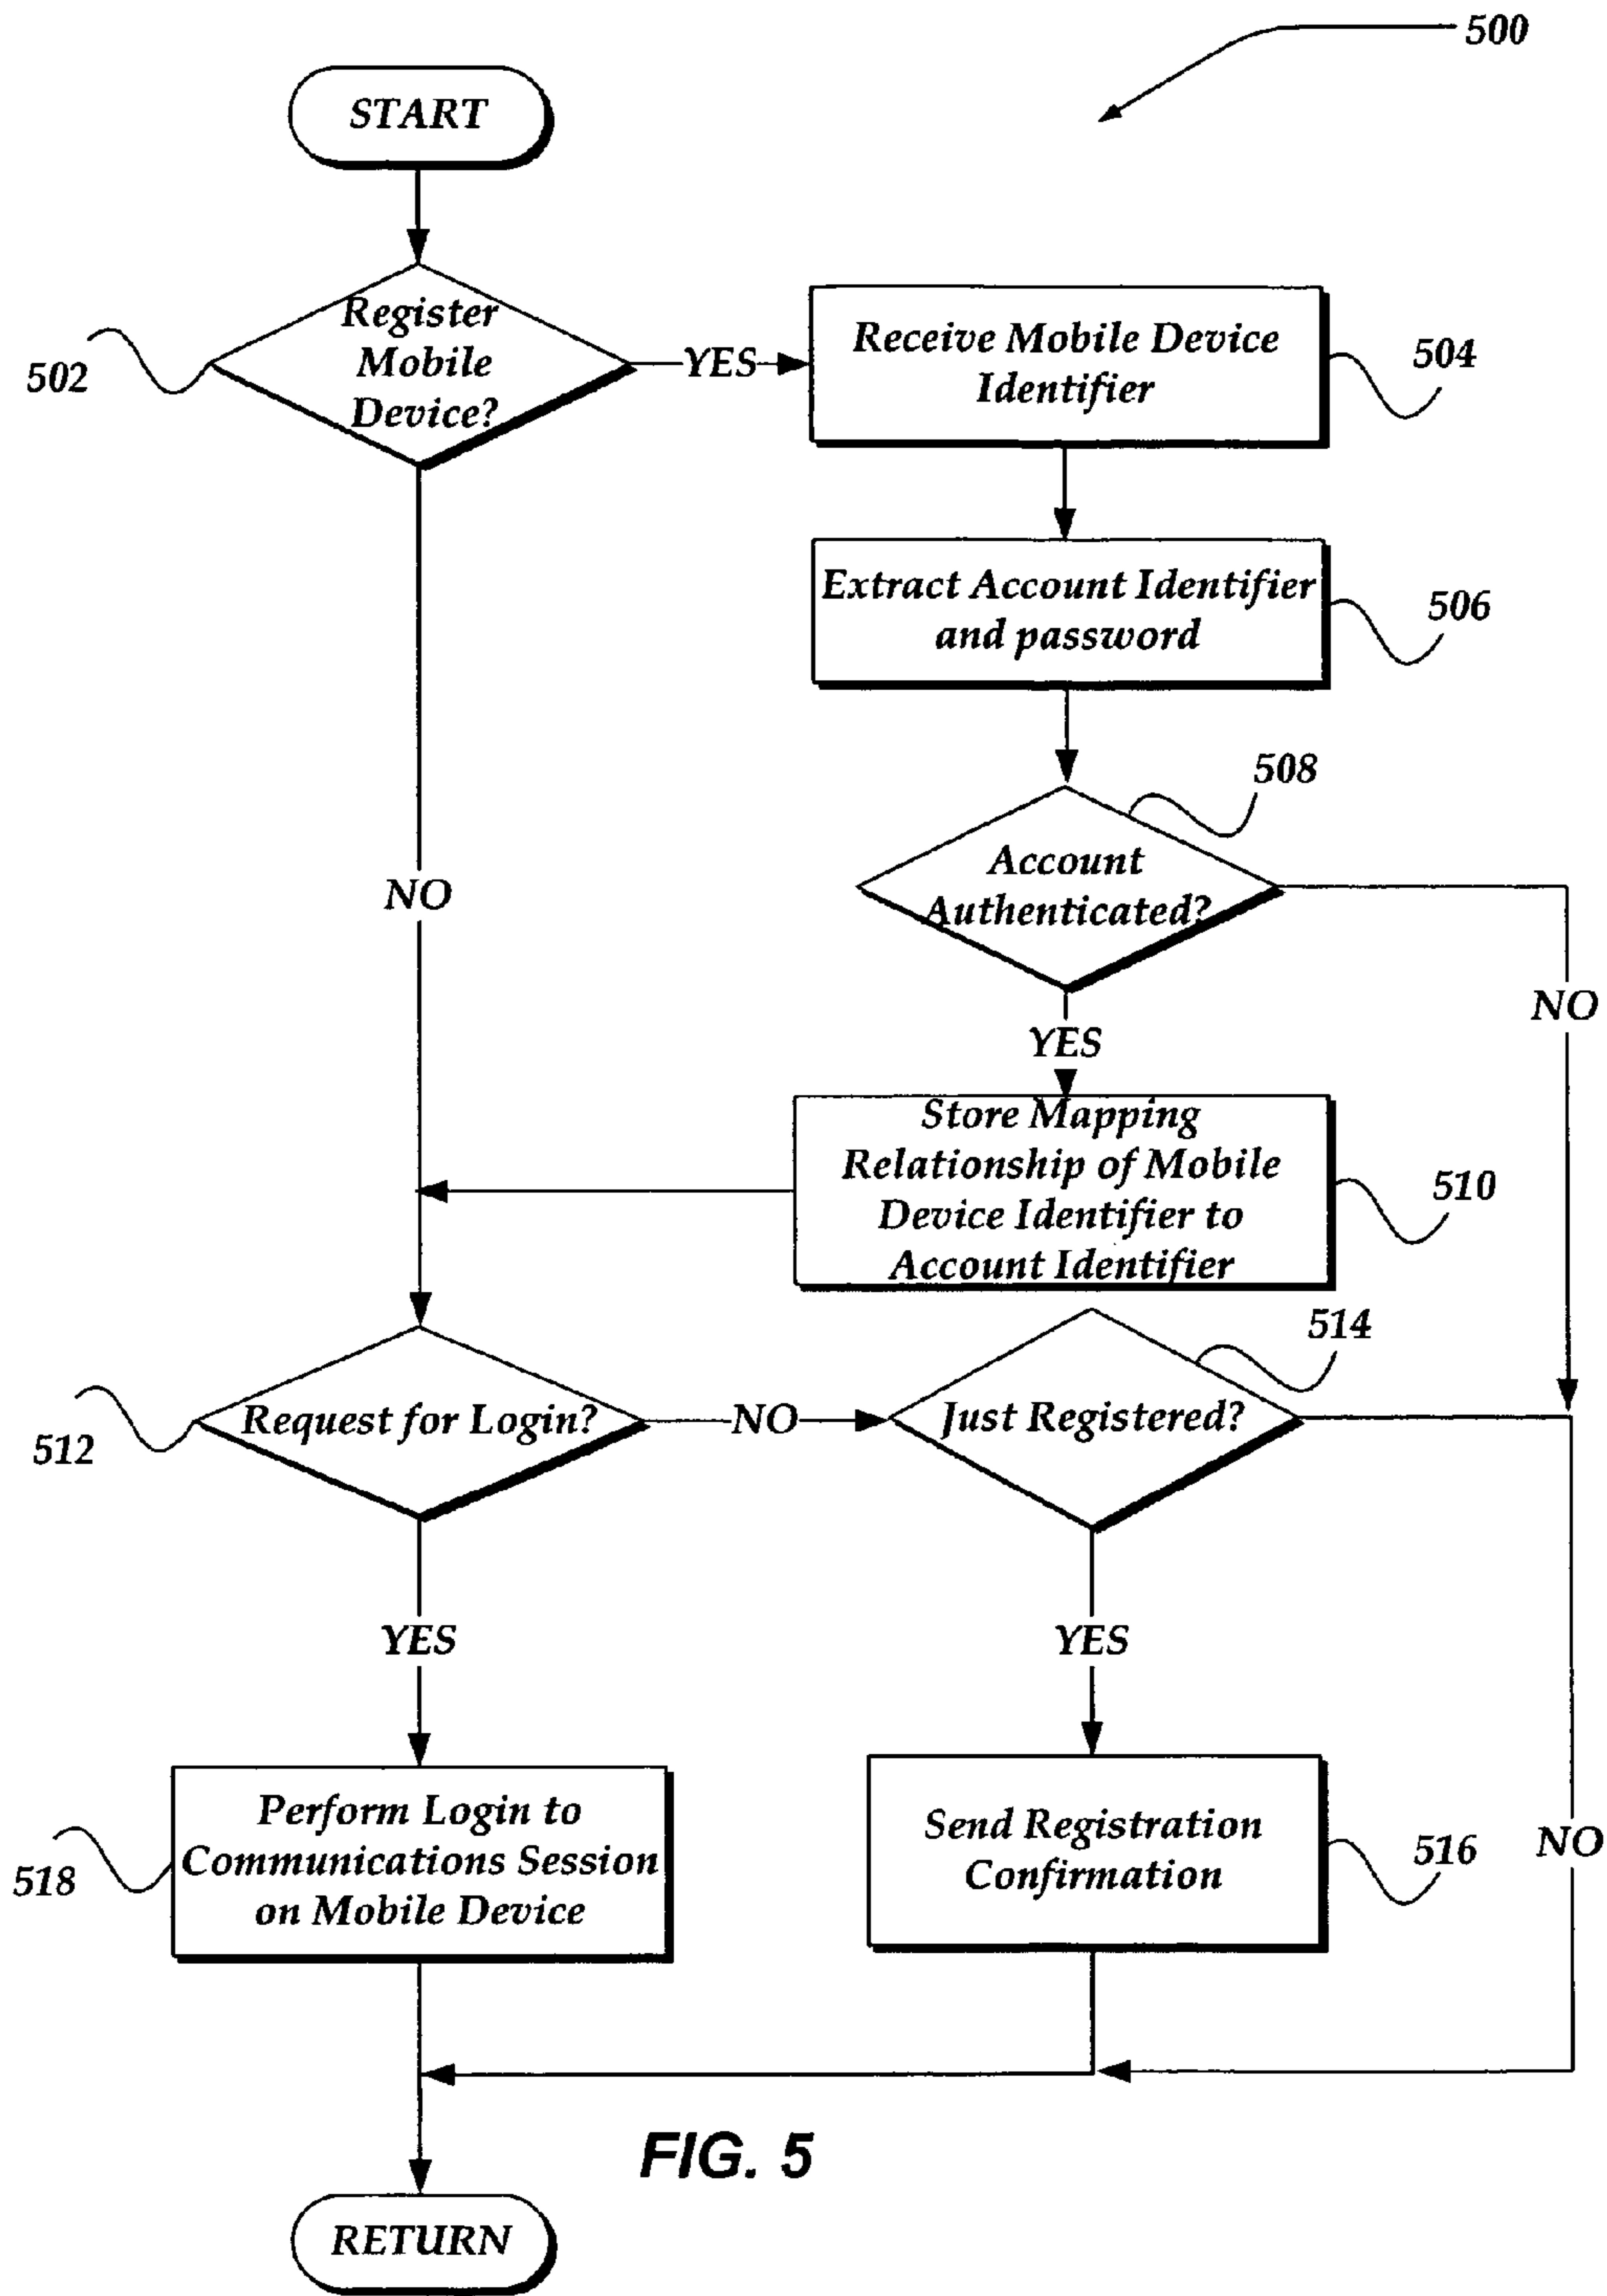 500
START
Register
Mobile
Device?
502
YES
Receive Mobile Device
Identifier
504
Extract Account Identifier
and password
506
508
Account
Authenticated?
NO
NO
YES
Store Mapping
Relationship of Mobile
Device Identifier to
Account Identifier
510
514
Request for Login?
512
NO
Just Registered?
YES
YES
Perform Login to
Communications Session
on Mobile Device
518
Send Registration
Confirmation
516
NO
FIG. 5
RETURN